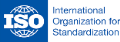 ISO
International
Organization for
Standardization